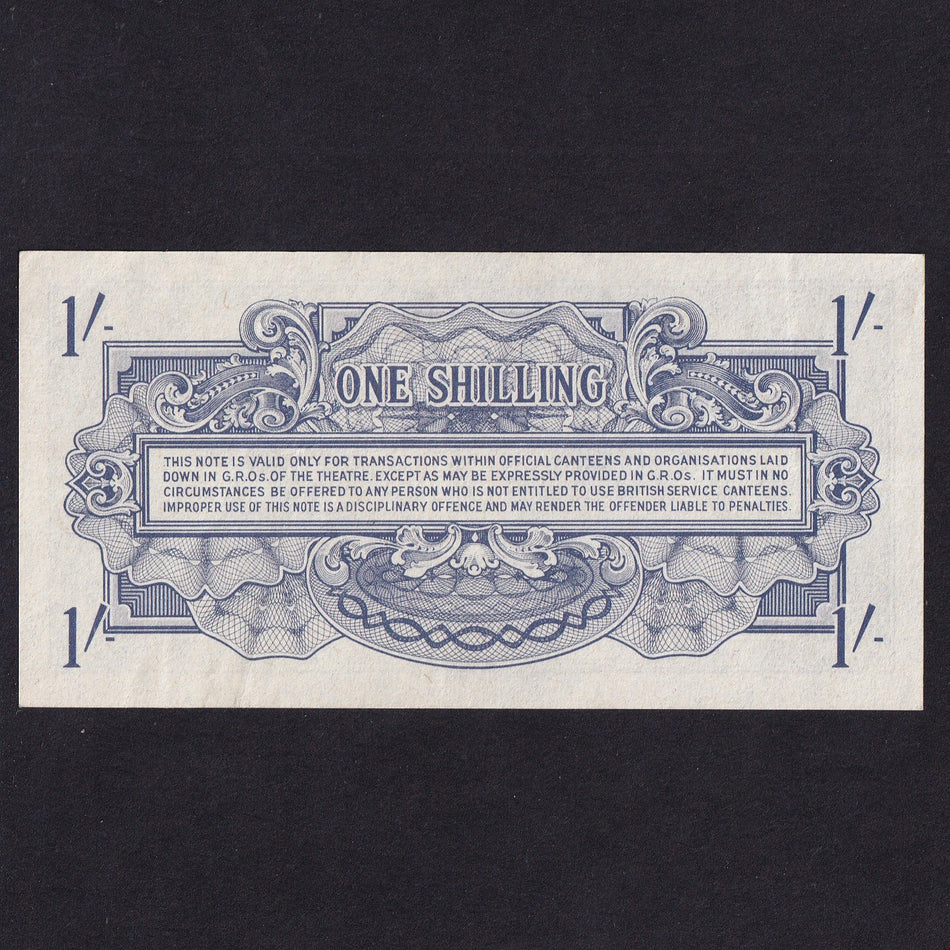 1/- 1/-
ONE SHILLING
THIS NOTE IS VALID ONLY FOR TRANSACTIONS WITHIN OFFICIAL CANTEENS AND ORGANISATIONS LAID
DOWN IN G.R.Os. OF THE THEATRE. EXCEPT AS MAY BE EXPRESSLY PROVIDED IN G.R.Os. IT MUST IN NO
CIRCUMSTANCES BE OFFERED TO ANY PERSON WHO IS NOT ENTITLED TO USE BRITISH SERVICE CANTEENS.
IMPROPER USE OF THIS NOTE IS A DISCIPLINARY OFFENCE AND MAY RENDER THE OFFENDER LIABLE TO PENALTIES.
1/- 1/-